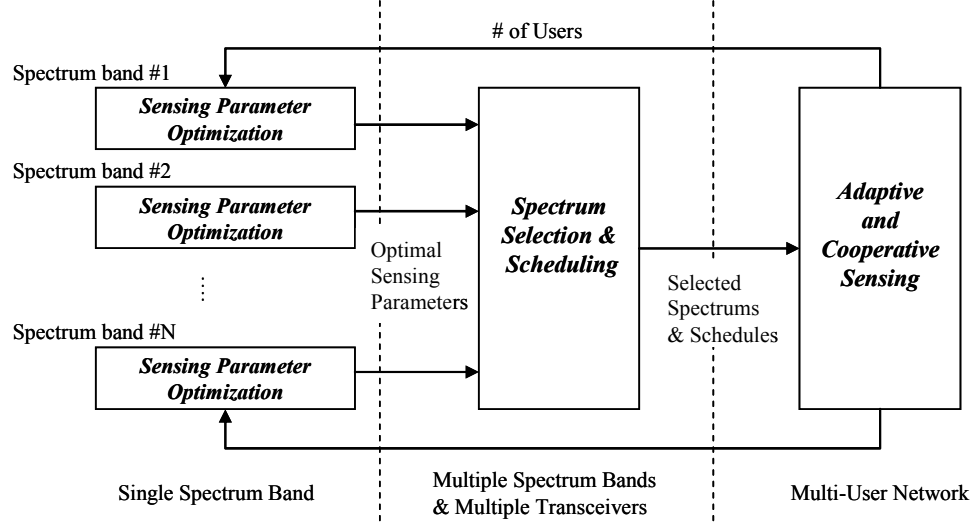 # of Users
Spectrum band #1
Sensing Parameter
Optimization
Spectrum band #2
Sensing Parameter
Optimization
Spectrum band #N
Sensing Parameter
Optimization
Optimal
Sensing
Parameters
Spectrum
Selection &
Scheduling
Selected
Spectrums
& Schedules
Adaptive
and
Cooperative
Sensing
Single Spectrum Band
Multiple Spectrum Bands
& Multiple Transceivers
Multi-User Network